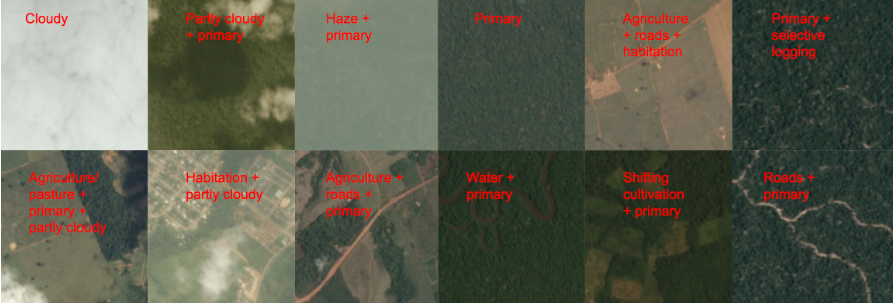 Cloudy
Partly cloudy
+ primary
Haze +
primary
Primary
Agriculture
+ roads +
habitation
Primary +
selective
logging
Agriculture/
pasture +
primary +
partly cloudy
Habitation +
partly cloudy
Agriculture +
roads +
primary
Water +
primary
Shifting
cultivation
+ primary
Roads +
primary